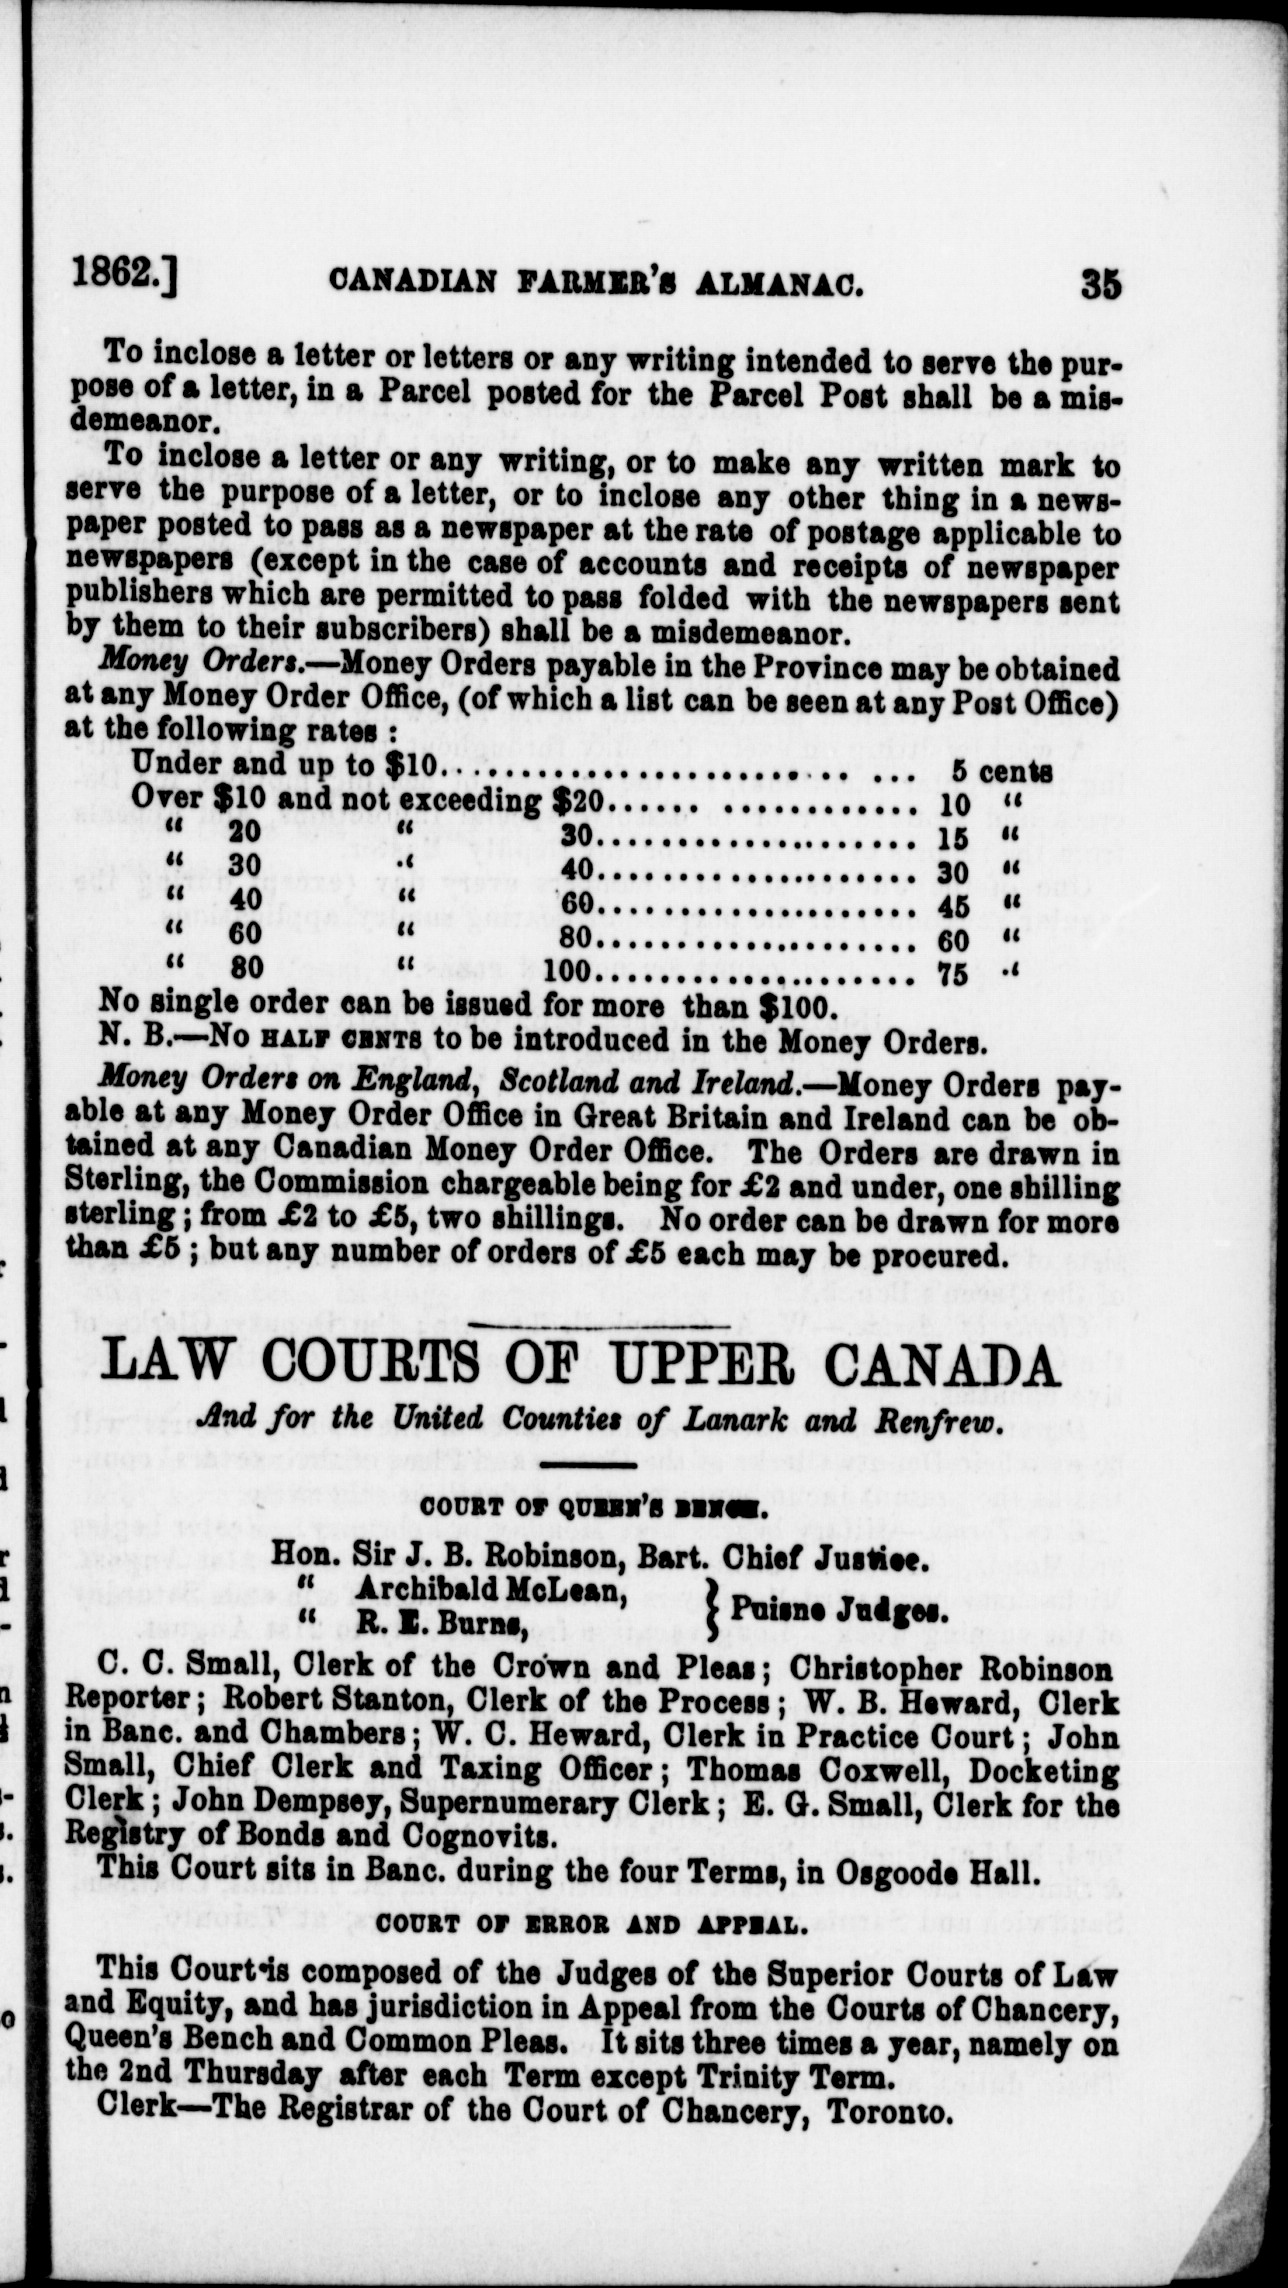 1862.] CANADIAN FARMER'S ALMANAC. 35
To inclose a letter or letters or any writing intended to serve the pur-
pose of a letter, in a Parcel posted for the Parcel Post shall be a mis-
demeanor.
To inclose a letter or any writing, or to make any written mark to
serve the purpose of a letter, or to inclose any other thing in a news-
paper posted to pass as a newspaper at the rate of postage applicable to
newspapers (except in the case of accounts and receipts of newspaper
publishers which are permitted to pass folded with the newspapers sent
by them to their subscribers) shall be a misdemeanor.
Money Orders.—Money Orders payable in the Province may be obtained
at any Money Order Office, (of which a list can be seen at any Post Office)
at the following rates :
Under and up to $10.............................. 5 cents
Over $10 and not exceeding $20................... 10 "
" 20 " 30.................... 15 "
" 30 " 40.................... 30 "
" 40 " 60.................... 45 "
" 60 " 80.................... 60 "
" 80 " 100.................... 75 "
No single order can be issued for more than $100.
N. B.—No HALF CENTS to be introduced in the Money Orders.
Money Orders on England, Scotland and Ireland.—Money Orders pay-
able at any Money Order Office in Great Britain and Ireland can be ob-
tained at any Canadian Money Order Office. The Orders are drawn in
Sterling, the Commission chargeable being for £2 and under, one shilling
sterling ; from £2 to £5, two shillings. No order can be drawn for more
than £5 ; but any number of orders of £5 each may be procured.
LAW COURTS OF UPPER CANADA
And for the United Counties of Lanark and Renfrew.
COURT OF QUEEN'S BENCH.
Hon. Sir J. B. Robinson, Bart. Chief Justice.
" Archibald McLean, } Puisne Judges.
" R. E. Burns,
C. C. Small, Clerk of the Crown and Pleas; Christopher Robinson
Reporter; Robert Stanton, Clerk of the Process; W. B. Heward, Clerk
in Banc. and Chambers; W. C. Heward, Clerk in Practice Court; John
Small, Chief Clerk and Taxing Officer; Thomas Coxwell, Docketing
Clerk; John Dempsey, Supernumerary Clerk; E. G. Small, Clerk for the
Registry of Bonds and Cognovits.
This Court sits in Banc. during the four Terms, in Osgoode Hall.
COURT OF ERROR AND APPEAL.
This Court is composed of the Judges of the Superior Courts of Law
and Equity, and has jurisdiction in Appeal from the Courts of Chancery,
Queen's Bench and Common Pleas. It sits three times a year, namely on
the 2nd Thursday after each Term except Trinity Term.
Clerk—The Registrar of the Court of Chancery, Toronto.